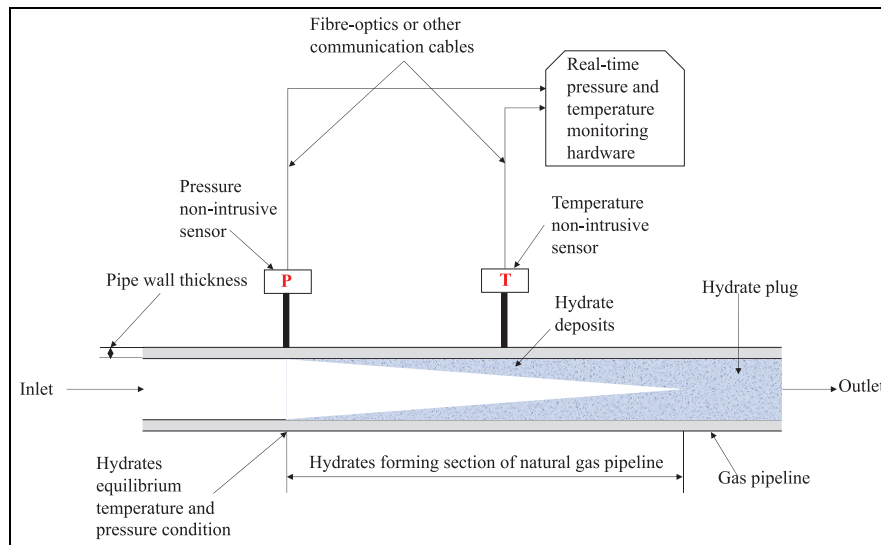 Fibre-optics or other
communication cables
Real-time
pressure and
temperature
monitoring
hardware
Pressure
non-intrusive
sensor
Temperature
non-intrusive
sensor
Pipe wall thickness
P
T
Hydrate plug
Hydrate
deposits
Inlet
Outlet
Hydrates
equilibrium
temperature and
pressure condition
Hydrates forming section of natural gas pipeline
Gas pipeline